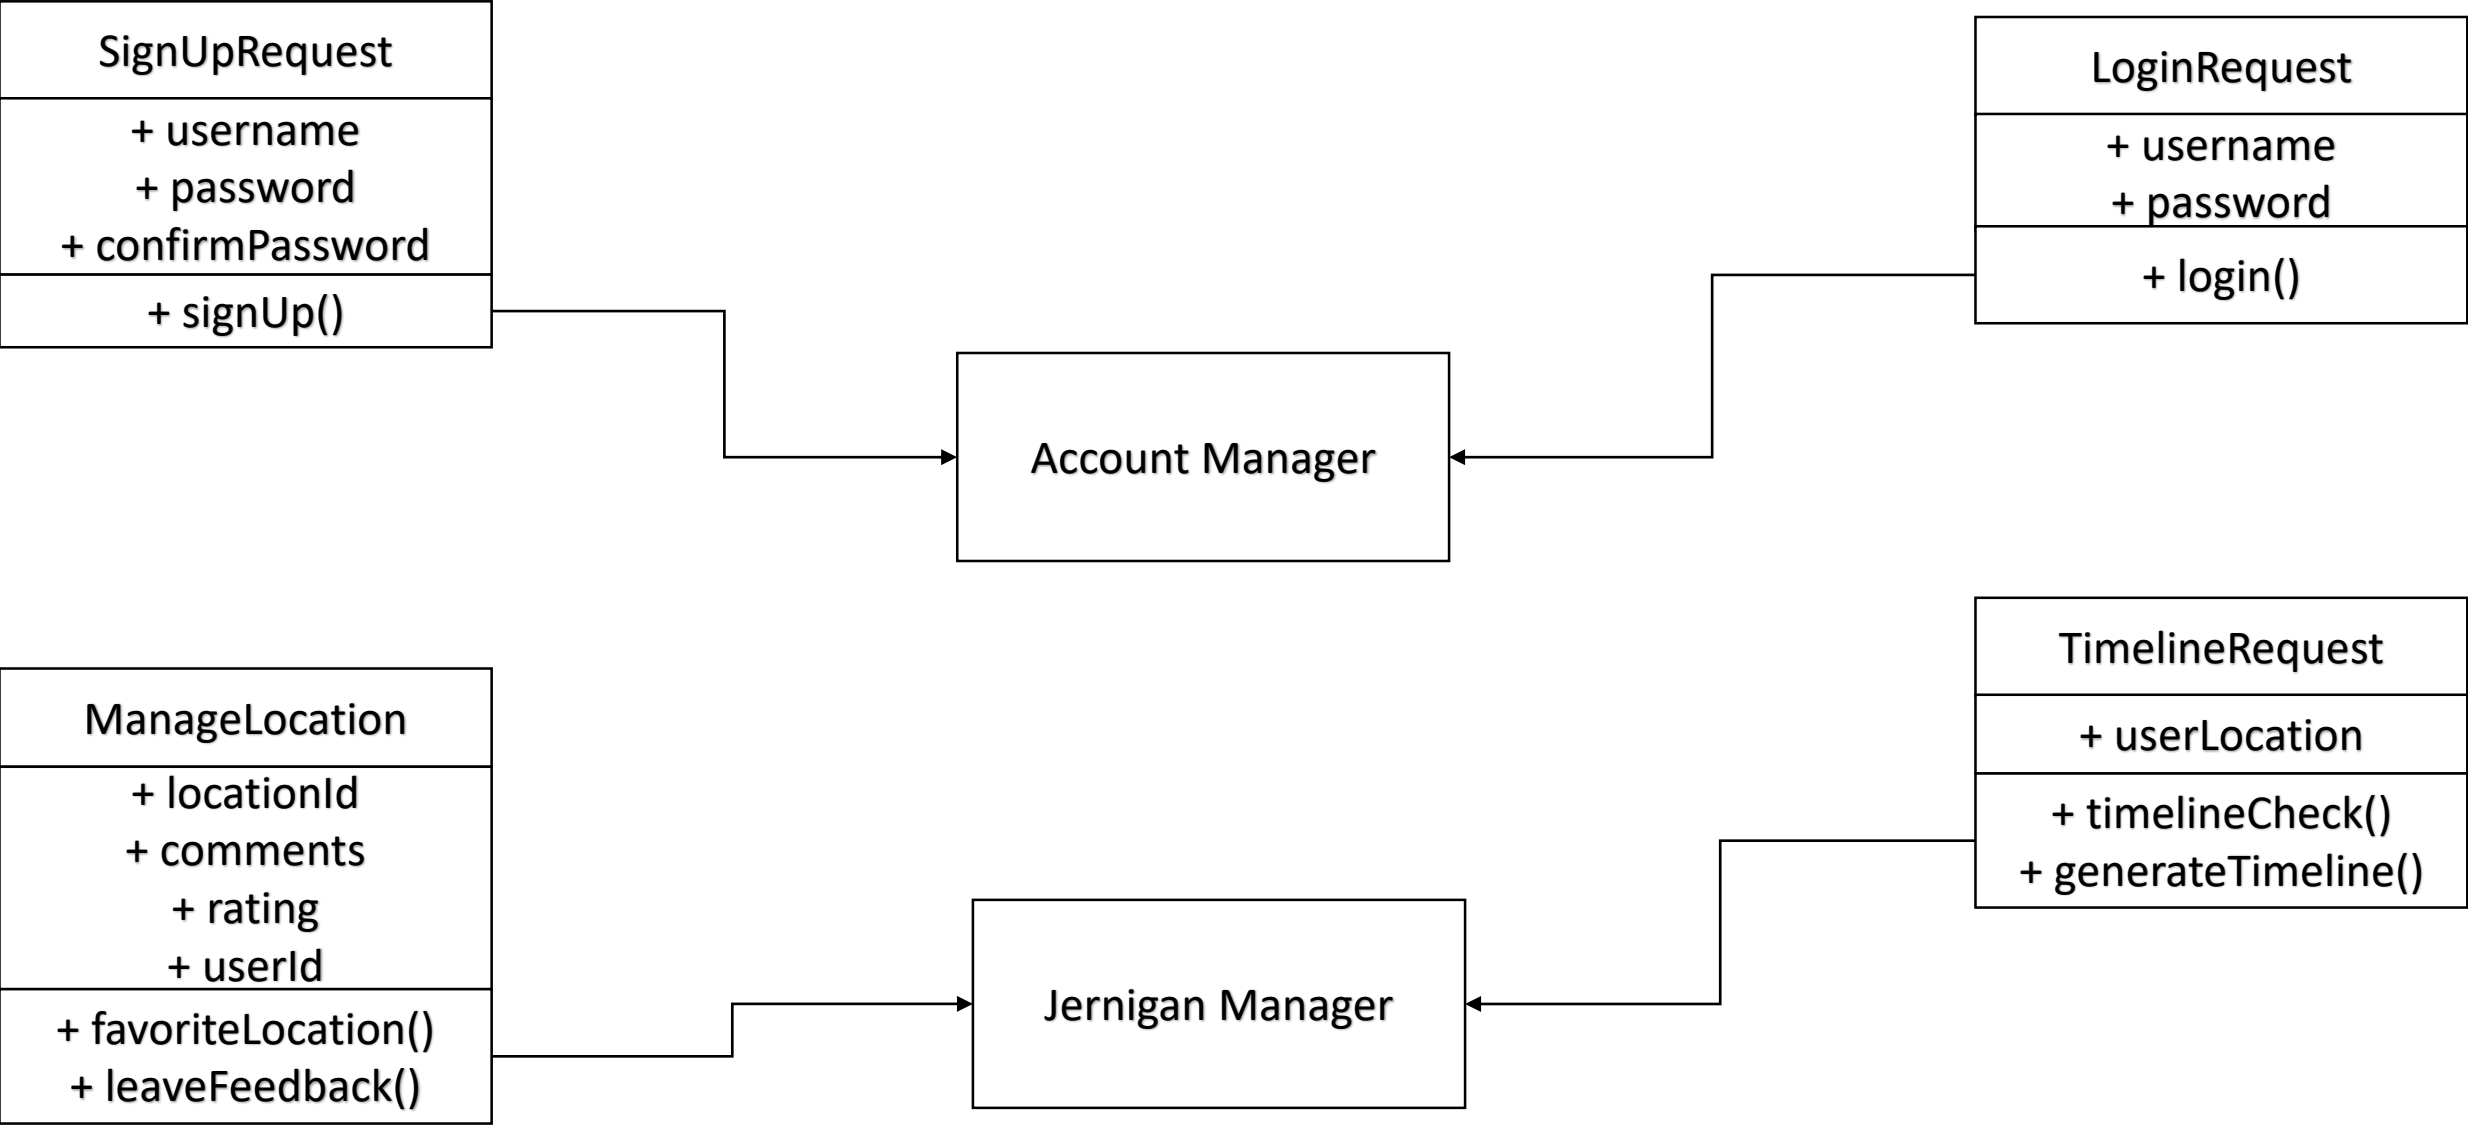 SignUpRequest
+ username
+ password
+ confirmPassword
+ signUp()
LoginRequest
+ username
+ password
+ login()
Account Manager
ManageLocation
+ locationId
+ comments
+ rating
+ userId
+ favoriteLocation()
+ leaveFeedback()
TimelineRequest
+ userLocation
+ timelineCheck()
+ generateTimeline()
Jernigan Manager